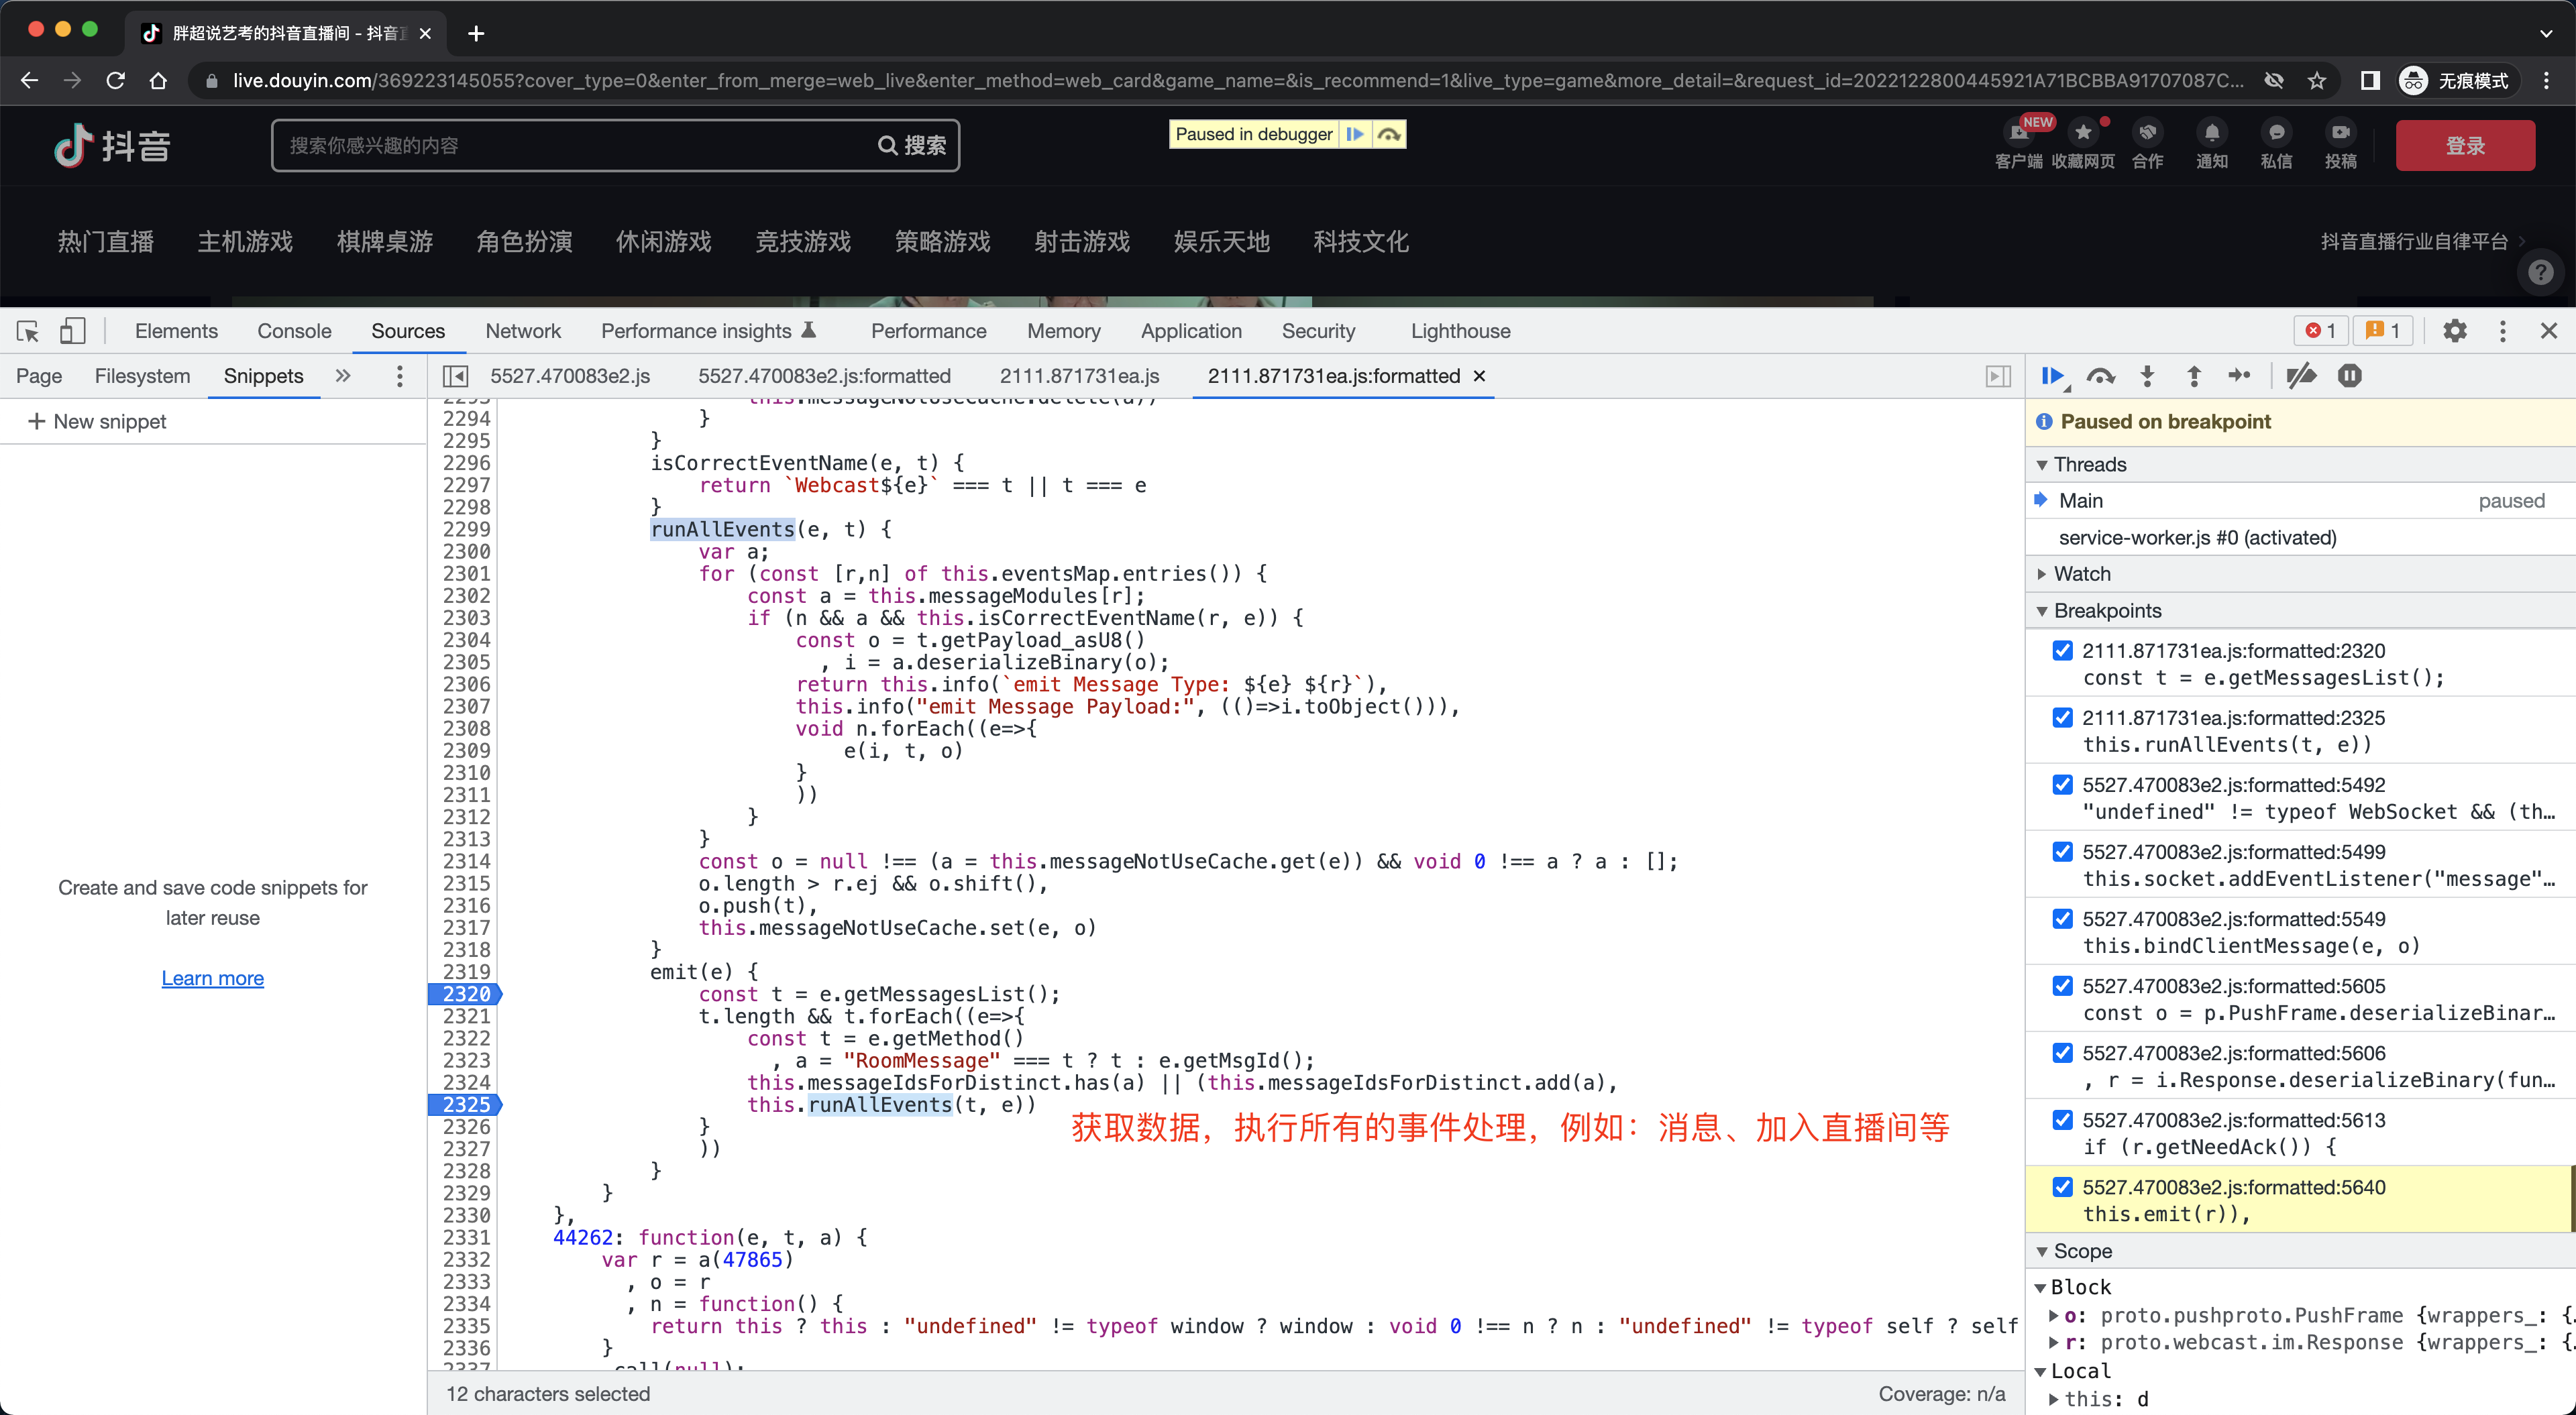 胖超说艺考的抖音直播间 - 抖音直
live.douyin.com/369223145055?cover_type=0&enter_from_merge=web_live&enter_method=web_card&game_name=&is_recommend=1&live_type=game&more_detail=&request_id=2022122800445921A71BCBBA91707087C...
无痕模式
抖音
搜索你感兴趣的内容
搜索
Paused in debugger
NEW
客户端 收藏网页 合作 通知 私信 投稿
登录
热门直播 主机游戏 棋牌桌游 角色扮演 休闲游戏 竞技游戏 策略游戏 射击游戏 娱乐天地 科技文化
抖音直播行业自律平台
Elements Console Sources Network Performance insights Performance Memory Application Security Lighthouse
1 1
Page Filesystem Snippets
5527.470083e2.js 5527.470083e2.js:formatted 2111.871731ea.js 2111.871731ea.js:formatted
New snippet
Create and save code snippets for
later reuse
Learn more
2293 this.messageNotUseCache.delete(a))
2294 }
2295 }
2296 isCorrectEventName(e, t) {
2297 return `Webcast${e}` === t || t === e
2298 }
2299 runAllEvents(e, t) {
2300 var a;
2301 for (const [r,n] of this.eventsMap.entries()) {
2302 const a = this.messageModules[r];
2303 if (n && a && this.isCorrectEventName(r, e)) {
2304 const o = t.getPayload_asU8()
2305 , i = a.deserializeBinary(o);
2306 return this.info(`emit Message Type: ${e} ${r}`),
2307 this.info("emit Message Payload:", (()=>i.toObject())),
2308 void n.forEach((e=>{
2309 e(i, t, o)
2310 }
2311 ))
2312 }
2313 }
2314 const o = null !== (a = this.messageNotUseCache.get(e)) && void 0 !== a ? a : [];
2315 o.length > r.ej && o.shift(),
2316 o.push(t),
2317 this.messageNotUseCache.set(e, o)
2318 }
2319 emit(e) {
2320 const t = e.getMessagesList();
2321 t.length && t.forEach((e=>{
2322 const t = e.getMethod()
2323 , a = "RoomMessage" === t ? t : e.getMsgId();
2324 this.messageIdsForDistinct.has(a) || (this.messageIdsForDistinct.add(a),
2325 this.runAllEvents(t, e))
获取数据，执行所有的事件处理，例如：消息、加入直播间等
2326 }
2327 ))
2328 }
2329 }
2330 },
2331 44262: function(e, t, a) {
2332 var r = a(47865)
2333 , o = r
2334 , n = function() {
2335 return this ? this : "undefined" != typeof window ? window : void 0 !== n ? n : "undefined" != typeof self ? self
2336 }
2337 .call(null);
12 characters selected
Coverage: n/a
Paused on breakpoint
Threads
Main paused
service-worker.js #0 (activated)
Watch
Breakpoints
2111.871731ea.js:formatted:2320
const t = e.getMessagesList();
2111.871731ea.js:formatted:2325
this.runAllEvents(t, e))
5527.470083e2.js:formatted:5492
"undefined" != typeof WebSocket && (th…
5527.470083e2.js:formatted:5499
this.socket.addEventListener("message"…
5527.470083e2.js:formatted:5549
this.bindClientMessage(e, o)
5527.470083e2.js:formatted:5605
const o = p.PushFrame.deserializeBinar…
5527.470083e2.js:formatted:5606
, r = i.Response.deserializeBinary(fun…
5527.470083e2.js:formatted:5613
if (r.getNeedAck()) {
5527.470083e2.js:formatted:5640
this.emit(r)),
Scope
Block
o: proto.pushproto.PushFrame {wrappers_: {…
r: proto.webcast.im.Response {wrappers_: {…
Local
this: d